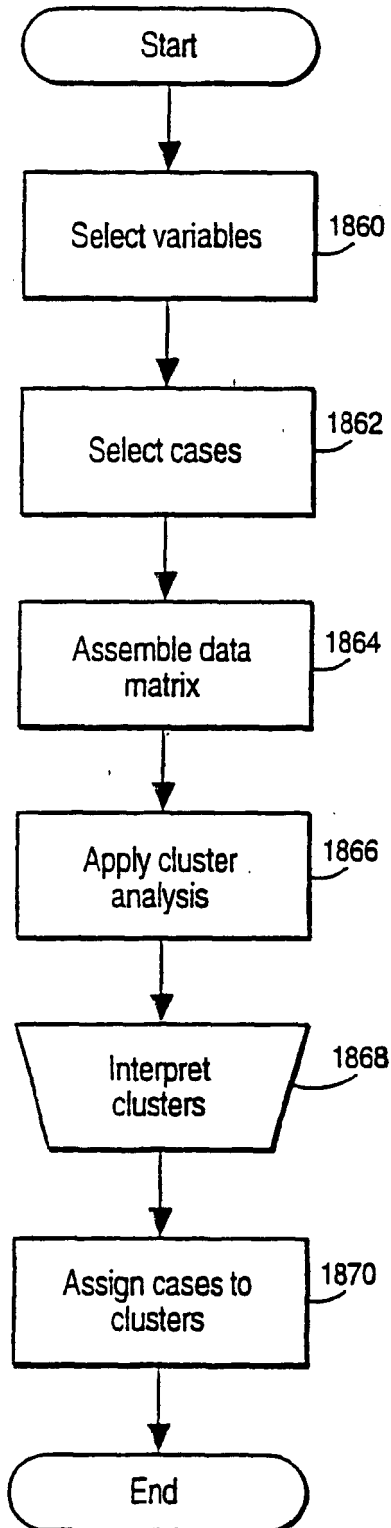 Start
Select variables
1860
Select cases
1862
Assemble data
matrix
1864
Apply cluster
analysis
1866
Interpret
clusters
1868
Assign cases to
clusters
1870
End